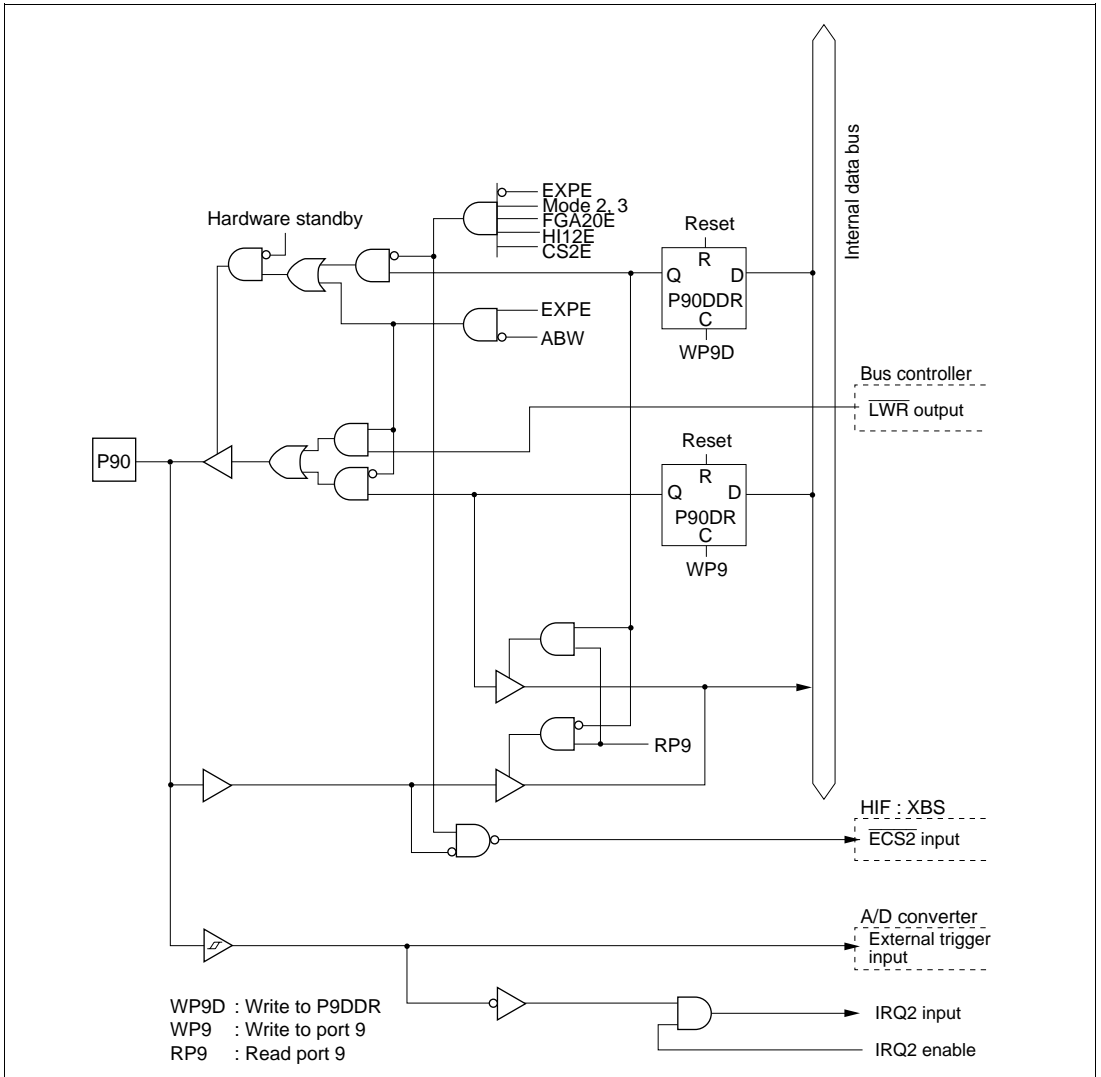 Internal data bus
EXPE
Mode 2, 3
FGA20E
HI12E
CS2E
Hardware standby
Reset
R
Q D
P90DDR
C
WP9D
EXPE
ABW
Bus controller
LWR output
P90
Reset
R
Q D
P90DR
C
WP9
RP9
HIF : XBS
ECS2 input
A/D converter
External trigger
input
IRQ2 input
IRQ2 enable
WP9D : Write to P9DDR
WP9 : Write to port 9
RP9 : Read port 9